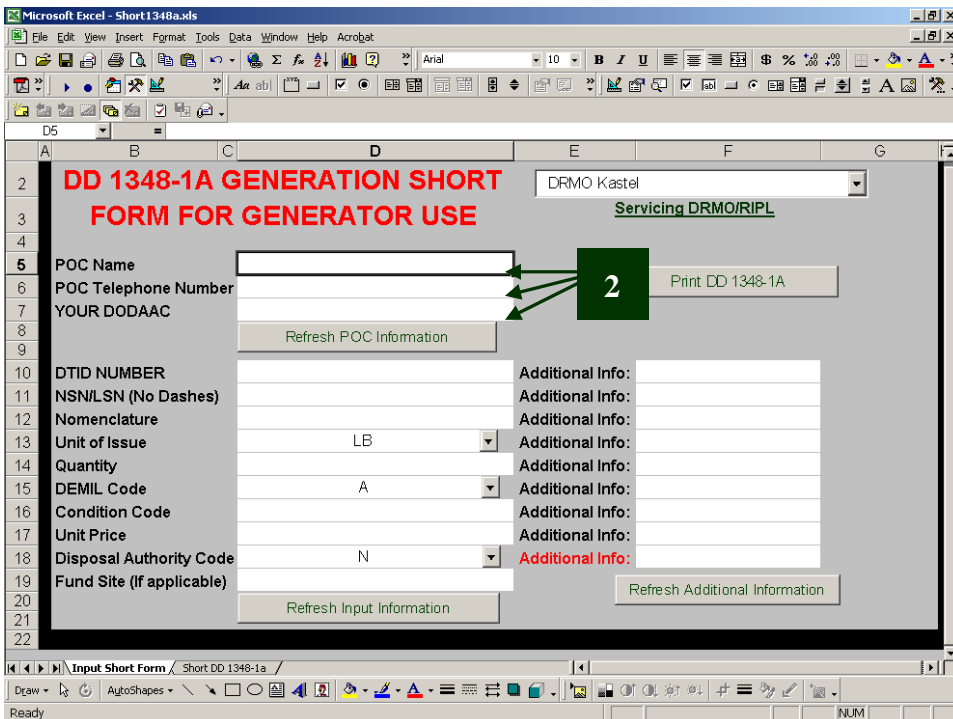 Microsoft Excel - Short1348a.xls
File Edit View Insert Format Tools Data Window Help Acrobat
Arial 10 B I U $ % 
D5 =
A B C D E F G
2 DD 1348-1A GENERATION SHORT DRMO Kastel
3 FORM FOR GENERATOR USE Servicing DRMO/RIPL
4
5 POC Name
6 POC Telephone Number 2 Print DD 1348-1A
7 YOUR DODAAC
8 Refresh POC Information
9
10 DTID NUMBER Additional Info:
11 NSN/LSN (No Dashes) Additional Info:
12 Nomenclature Additional Info:
13 Unit of Issue LB Additional Info:
14 Quantity Additional Info:
15 DEMIL Code A Additional Info:
16 Condition Code Additional Info:
17 Unit Price Additional Info:
18 Disposal Authority Code N Additional Info:
19 Fund Site (If applicable) Refresh Additional Information
20 Refresh Input Information
21
22
Input Short Form Short DD 1348-1a
Draw AutoShapes
Ready NUM